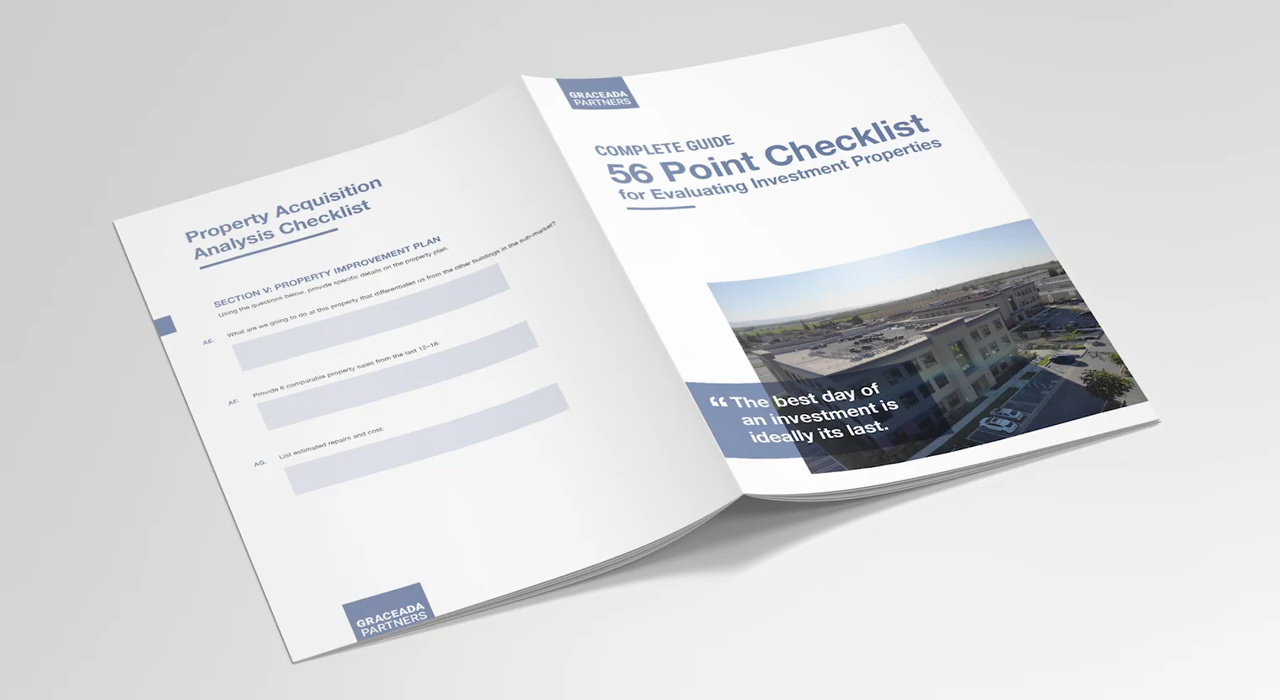 Property Acquisition
Analysis Checklist
SECTION V: PROPERTY IMPROVEMENT PLAN
Using the questions below, provide specific details on the property plan.
AE. What are we going to do at this property that differentiates us from the other buildings in the sub-market?
AF. Provide 6 comparable property sales from the last 12–18:
AG. List estimated repairs and cost:
GRACEADA
PARTNERS
GRACEADA
PARTNERS
COMPLETE GUIDE
56 Point Checklist
for Evaluating Investment Properties
“ The best day of
an investment is
ideally its last.